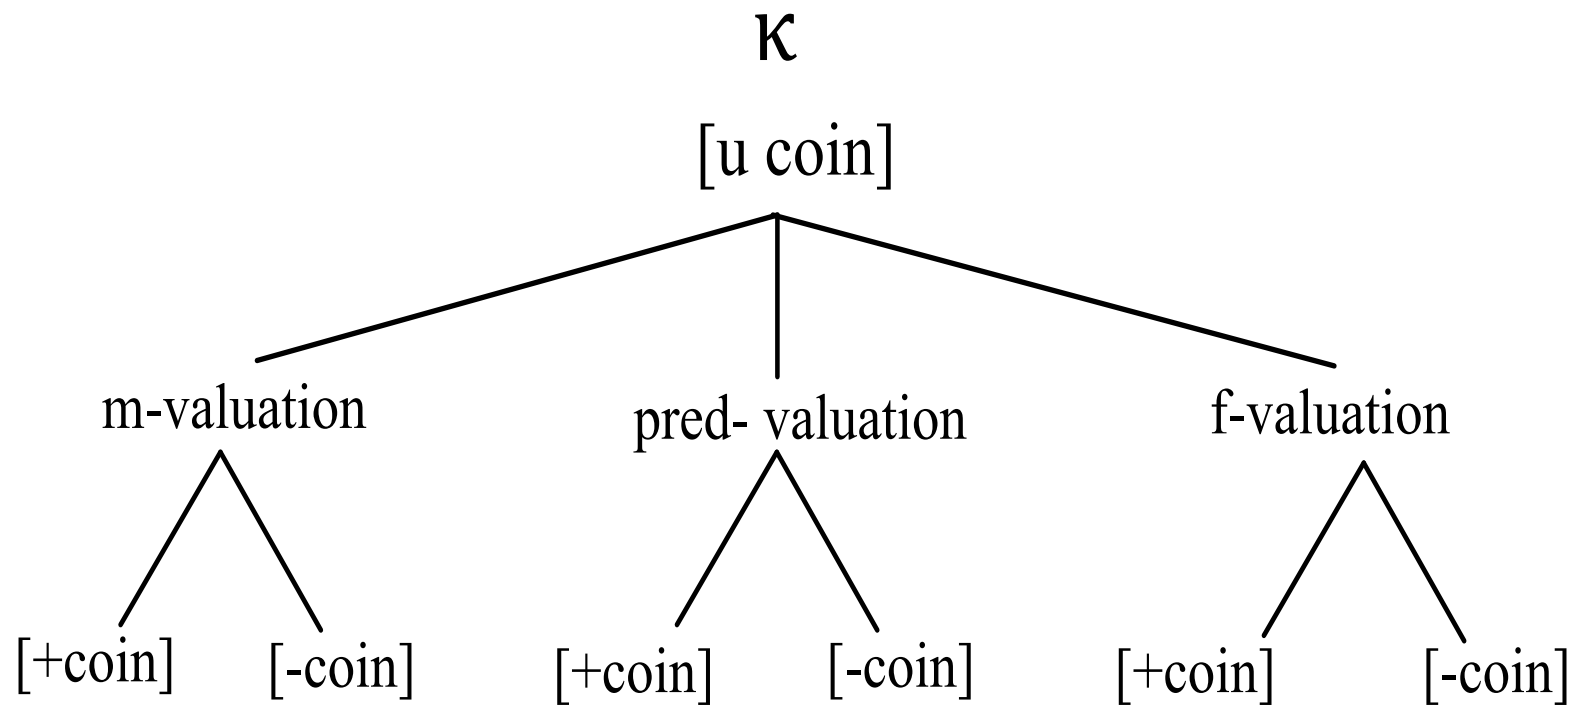 κ
[u coin]
m-valuation
pred- valuation
f-valuation
[+coin]
[-coin]
[+coin]
[-coin]
[+coin]
[-coin]